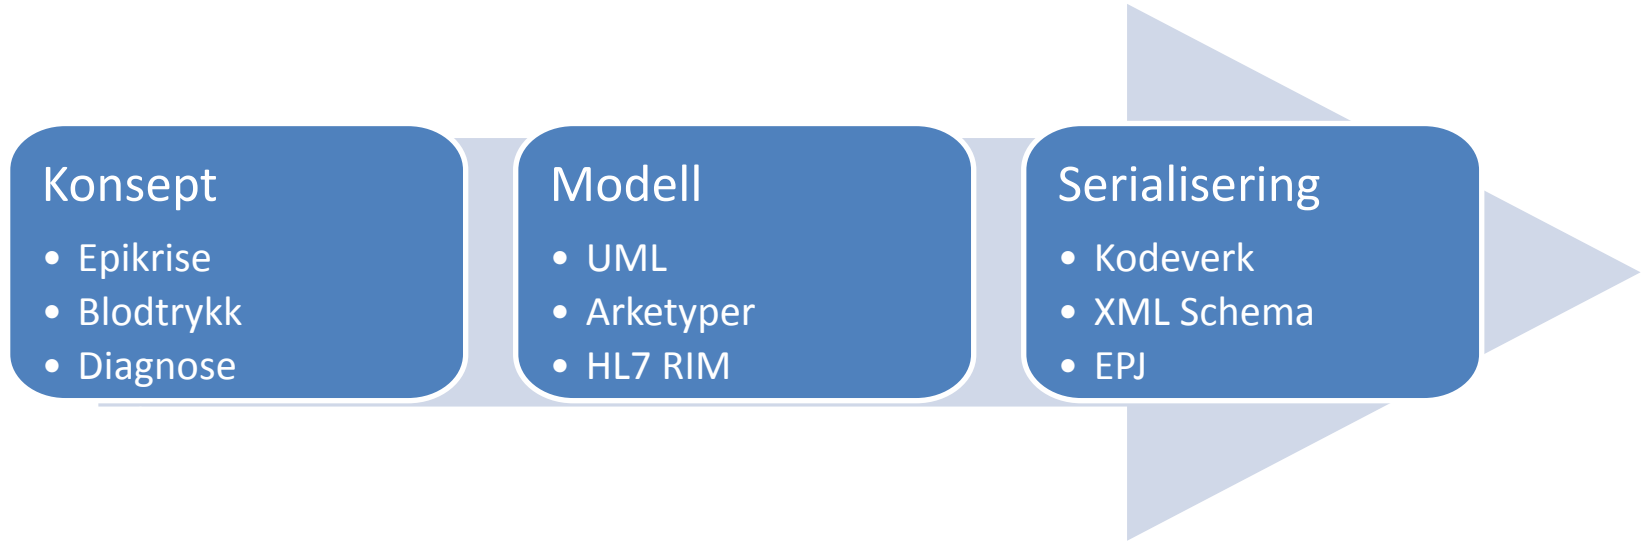 Konsept
• Epikrise
• Blodtrykk
• Diagnose
Modell
• UML
• Arketyper
• HL7 RIM
Serialisering
• Kodeverk
• XML Schema
• EPJ